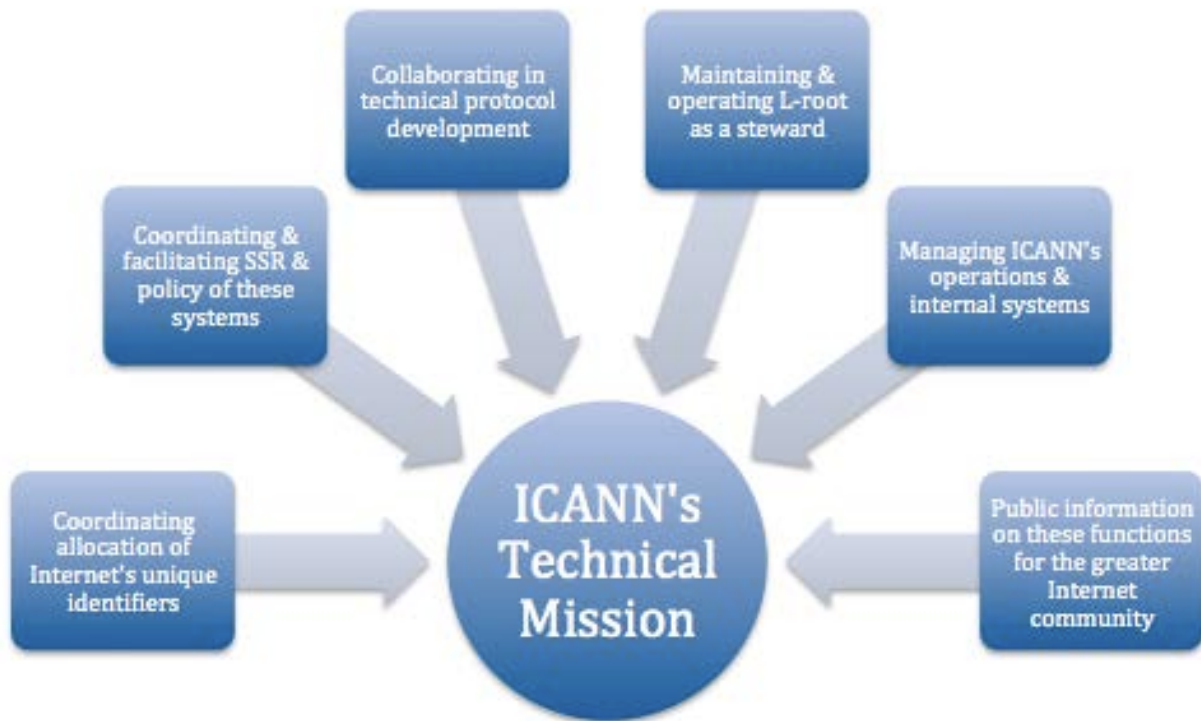 Collaborating in
technical protocol
development
Maintaining &
operating L-root
as a steward
Coordinating &
facilitating SSR &
policy of these
systems
Managing ICANN's
operations &
internal systems
Coordinating
allocation of
Internet's unique
identifiers
ICANN's
Technical
Mission
Public information
on these functions
for the greater
Internet
community